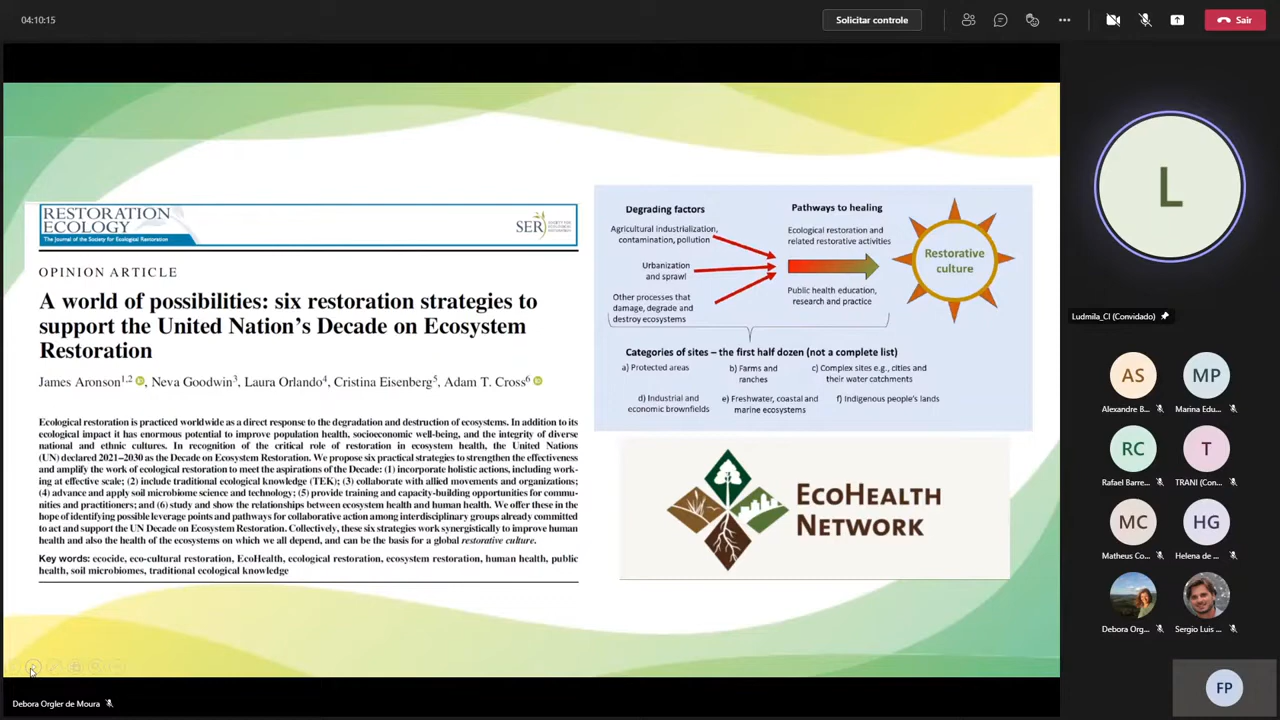 04:10:15
Solicitar controle
Sair
RESTORATION
ECOLOGY
The Journal of the Society for Ecological Restoration
SER
SOCIETY FOR
ECOLOGICAL
RESTORATION
OPINION ARTICLE
A world of possibilities: six restoration strategies to
support the United Nation's Decade on Ecosystem
Restoration
James Aronson1,2, Neva Goodwin3, Laura Orlando4, Cristina Eisenberg5, Adam T. Cross6
Ecological restoration is practiced worldwide as a direct response to the degradation and destruction of ecosystems. In addition to its
ecological impact it has enormous potential to improve population health, socioeconomic well-being, and the integrity of diverse
national and ethnic cultures. In recognition of the critical role of restoration in ecosystem health, the United Nations
(UN) declared 2021–2030 as the Decade on Ecosystem Restoration. We propose six practical strategies to strengthen the effectiveness
and amplify the work of ecological restoration to meet the aspirations of the Decade: (1) incorporate holistic actions, including work-
ing at effective scale; (2) include traditional ecological knowledge (TEK); (3) collaborate with allied movements and organizations;
(4) advance and apply soil microbiome science and technology; (5) provide training and capacity-building opportunities for commu-
nities and practitioners; and (6) study and show the relationships between ecosystem health and human health. We offer these in the
hope of identifying possible leverage points and pathways for collaborative action among interdisciplinary groups already committed
to act and support the UN Decade on Ecosystem Restoration. Collectively, these six strategies work synergistically to improve human
health and also the health of the ecosystems on which we all depend, and can be the basis for a global restorative culture.
Key words: ecocide, eco-cultural restoration, EcoHealth, ecological restoration, ecosystem restoration, human health, public
health, soil microbiomes, traditional ecological knowledge
Degrading factors
Agricultural industrialization,
contamination, pollution
Urbanization
and sprawl
Other processes that
damage, degrade and
destroy ecosystems
Pathways to healing
Ecological restoration and
related restorative activities
Public health education,
research and practice
Restorative
culture
Categories of sites – the first half dozen (not a complete list)
a) Protected areas
b) Farms and
ranches
c) Complex sites e.g., cities and
their water catchments
d) Industrial and
economic brownfields
e) Freshwater, coastal and
marine ecosystems
f) Indigenous people's lands
ECOHEALTH
NETWORK
L
Ludmila_CI (Convidado)
AS
MP
Alexandre B...
Marina Edu...
RC
T
Rafael Barre...
TRANI (Con...
MC
HG
Matheus Co...
Helena de ...
Debora Org...
Sergio Luis ...
FP
Debora Orgler de Moura